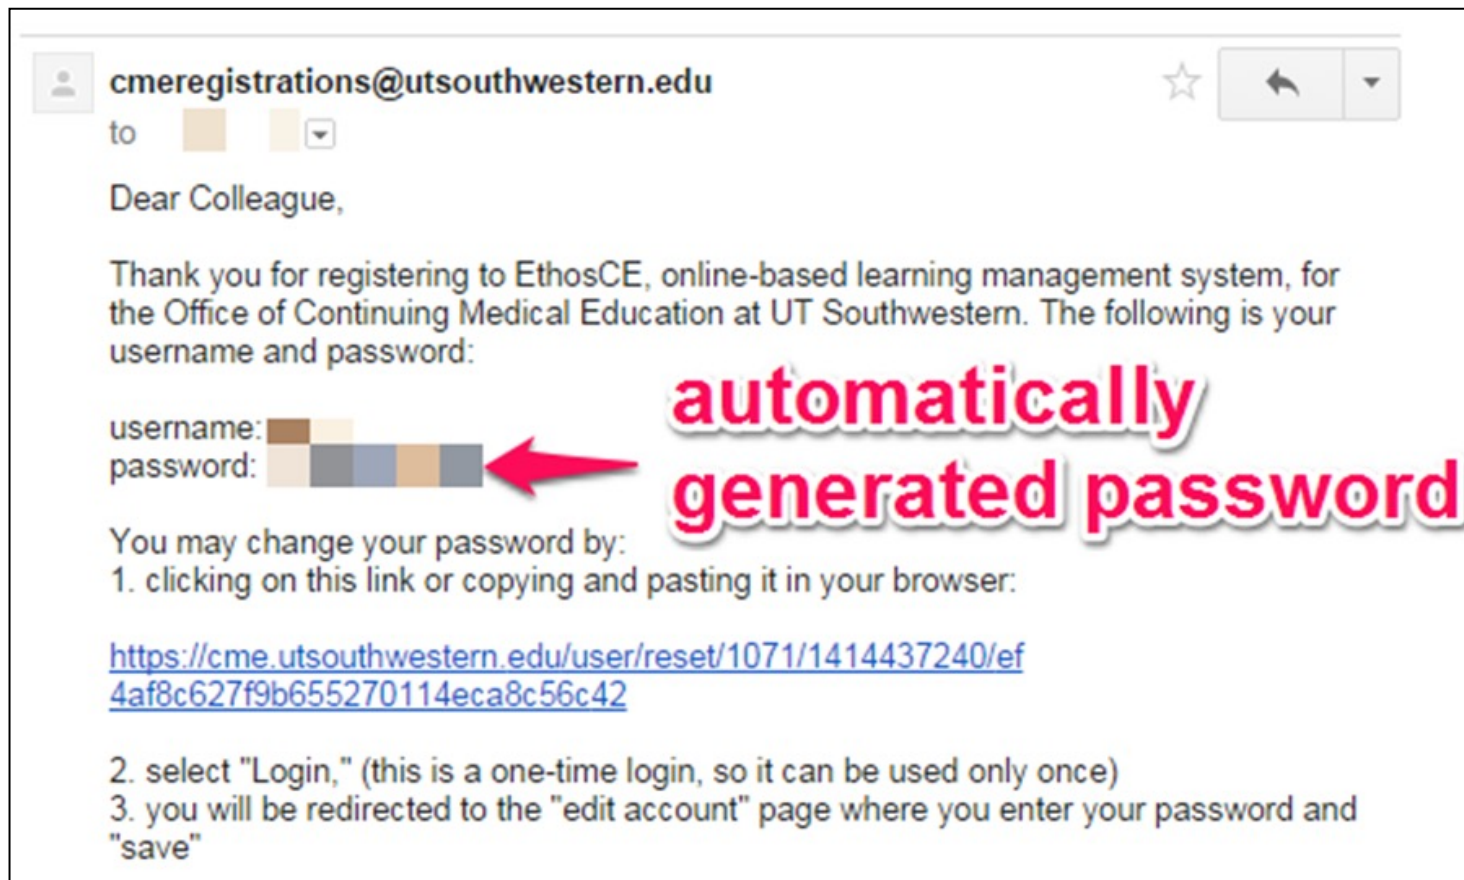 cmeregistrations@utsouthwestern.edu
to
Dear Colleague,
Thank you for registering to EthosCE, online-based learning management system, for
the Office of Continuing Medical Education at UT Southwestern. The following is your
username and password:
automatically
username:
password:
generated password
You may change your password by:
1. clicking on this link or copying and pasting it in your browser:
https://cme.utsouthwestern.edu/user/reset/1071/1414437240/ef
4af8c627f9b655270114eca8c56c42
2. select "Login," (this is a one-time login, so it can be used only once)
3. you will be redirected to the "edit account" page where you enter your password and
"save"